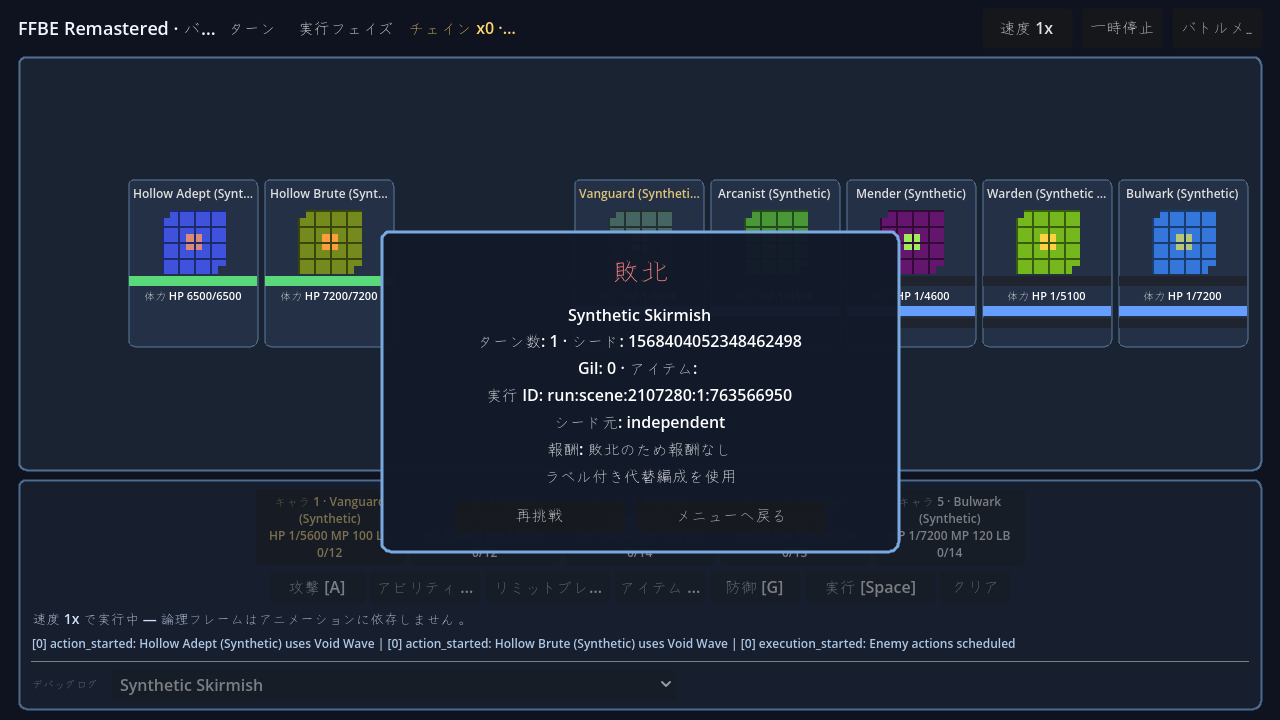 FFBE Remastered · バ... ターン 実行フェイズ チェイン x0 ·... 速度 1x 一時停止 バトルメ_
Hollow Adept (Synt... Hollow Brute (Synt... Vanguard (Syntheti... Arcanist (Synthetic) Mender (Synthetic) Warden (Synthetic ... Bulwark (Synthetic)
体力 HP 6500/6500 体力 HP 7200/7200 HP 1/4600 体力 HP 1/5100 体力 HP 1/7200
敗北
Synthetic Skirmish
ターン数: 1 · シード: 1568404052348462498
Gil: 0 · アイテム:
実行 ID: run:scene:2107280:1:763566950
シード元: independent
報酬: 敗北のため報酬なし
ラベル付き代替編成を使用
再挑戦 メニューへ戻る
キャラ 1 · Vanguard キャラ 5 · Bulwark
(Synthetic) (Synthetic)
HP 1/5600 MP 100 L HP 1/7200 MP 120 LB
0/12 0/12 0/14 0/13 0/14
攻撃 [A] アビリティ ... リミットブレ... アイテム ... 防御 [G] 実行 [Space] クリア
速度 1x で実行中 — 論理フレームはアニメーションに依存しません。
[0] action_started: Hollow Adept (Synthetic) uses Void Wave | [0] action_started: Hollow Brute (Synthetic) uses Void Wave | [0] execution_started: Enemy actions scheduled
デバッグログ Synthetic Skirmish